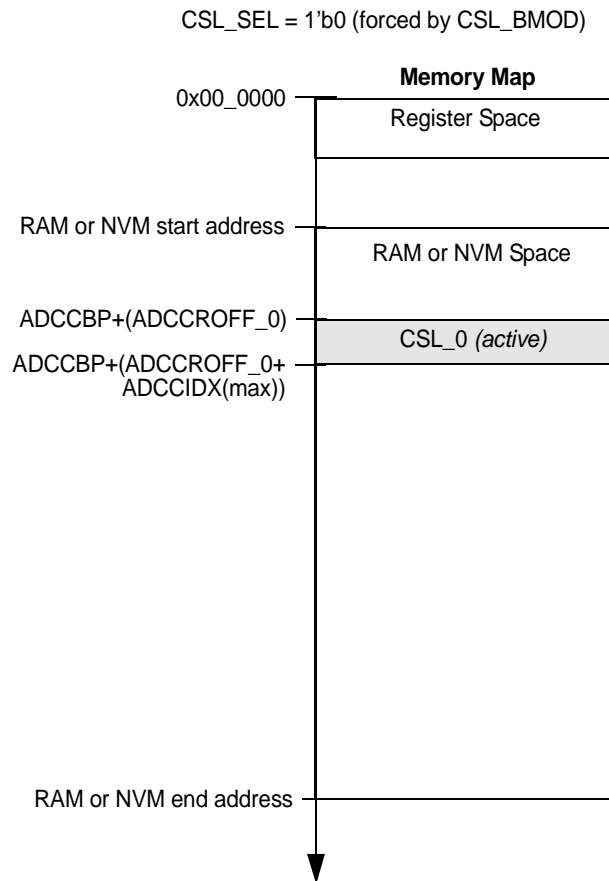 CSL_SEL = 1'b0 (forced by CSL_BMOD)
Memory Map
0x00_0000
Register Space
RAM or NVM start address
RAM or NVM Space
ADCCBP+(ADCCROFF_0)
CSL_0 (active)
ADCCBP+(ADCCROFF_0+
ADCCIDX(max))
RAM or NVM end address